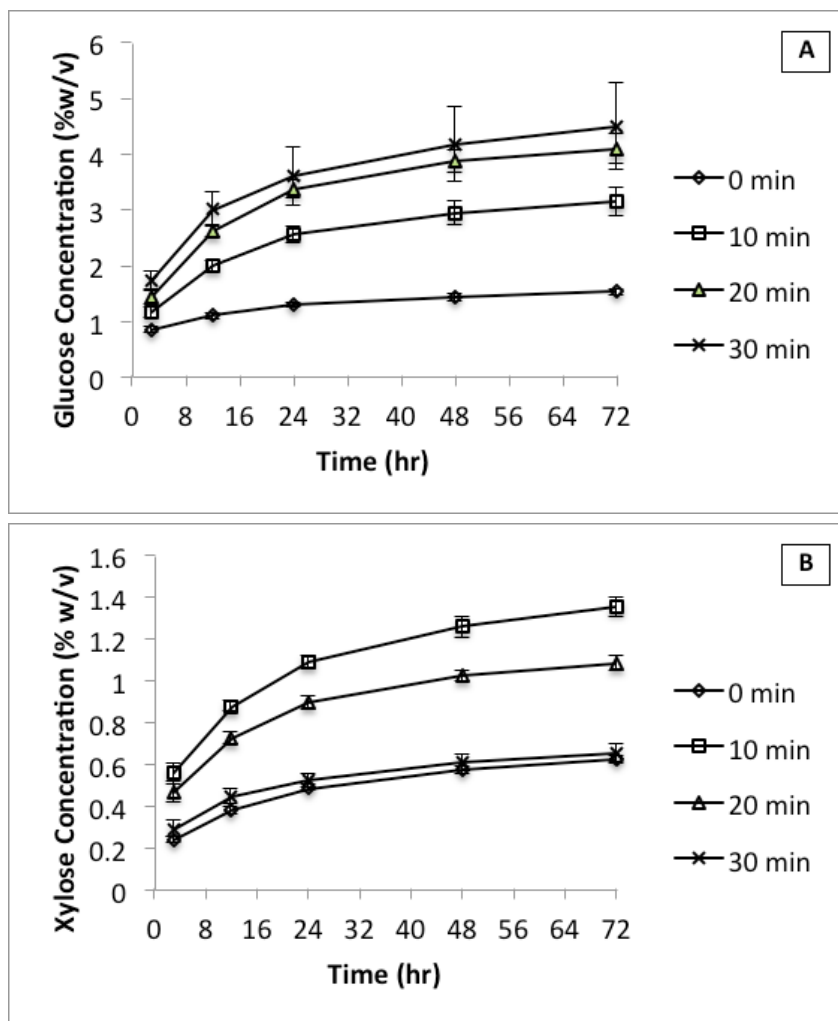 A
Glucose Concentration (%w/v)
6
5
4
3
2
1
0
0 8 16 24 32 40 48 56 64 72
Time (hr)
0 min
10 min
20 min
30 min
B
Xylose Concentration (% w/v)
1.6
1.4
1.2
1
0.8
0.6
0.4
0.2
0
0 8 16 24 32 40 48 56 64 72
Time (hr)
0 min
10 min
20 min
30 min